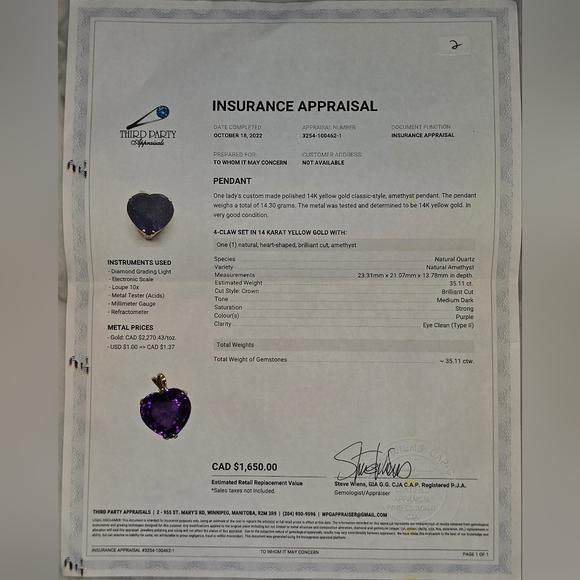 2
INSURANCE APPRAISAL
THIRD PARTY
Appraisals
DATE COMPLETED APPRAISAL NUMBER DOCUMENT FUNCTION
OCTOBER 18, 2022 3254-100462-1 INSURANCE APPRAISAL
PREPARED FOR: CUSTOMER ADDRESS:
TO WHOM IT MAY CONCERN NOT AVAILABLE
PENDANT
One lady's custom made polished 14K yellow gold classic-style, amethyst pendant. The pendant
weighs a total of 14.30 grams. The metal was tested and determined to be 14K yellow gold. In
very good condition.
4-CLAW SET IN 14 KARAT YELLOW GOLD WITH:
One (1) natural, heart-shaped, brilliant cut, amethyst
Species Natural Quartz
Variety Natural Amethyst
Measurements 23.31mm x 21.07mm x 13.78mm in depth.
Estimated Weight 35.11 ct.
Cut Style: Crown Brilliant Cut
Tone Medium Dark
Saturation Strong
Colour(s) Purple
Clarity Eye Clean (Type II)
Total Weights
Total Weight of Gemstones ~ 35.11 ctw.
INSTRUMENTS USED
- Diamond Grading Light
- Electronic Scale
- Loupe 10x
- Metal Tester (Acids)
- Millimeter Gauge
- Refractometer
METAL PRICES
- Gold: CAD $2,270.43/oz.
- USD $1.00 => CAD $1.37
CAD $1,650.00
Estimated Retail Replacement Value
*Sales taxes not included.
Steve Wiens, GIA G.G. CJA C.A.P. Registered P.J.A.
Gemologist/Appraiser
THIRD PARTY APPRAISALS | 2 - 955 ST. MARY'S RD, WINNIPEG, MANITOBA, R2M 3R9 | (204) 900-9096 | WPGAPPRAISER@GMAIL.COM
INSURANCE APPRAISAL #3254-100462-1 TO WHOM IT MAY CONCERN PAGE 1 OF 1